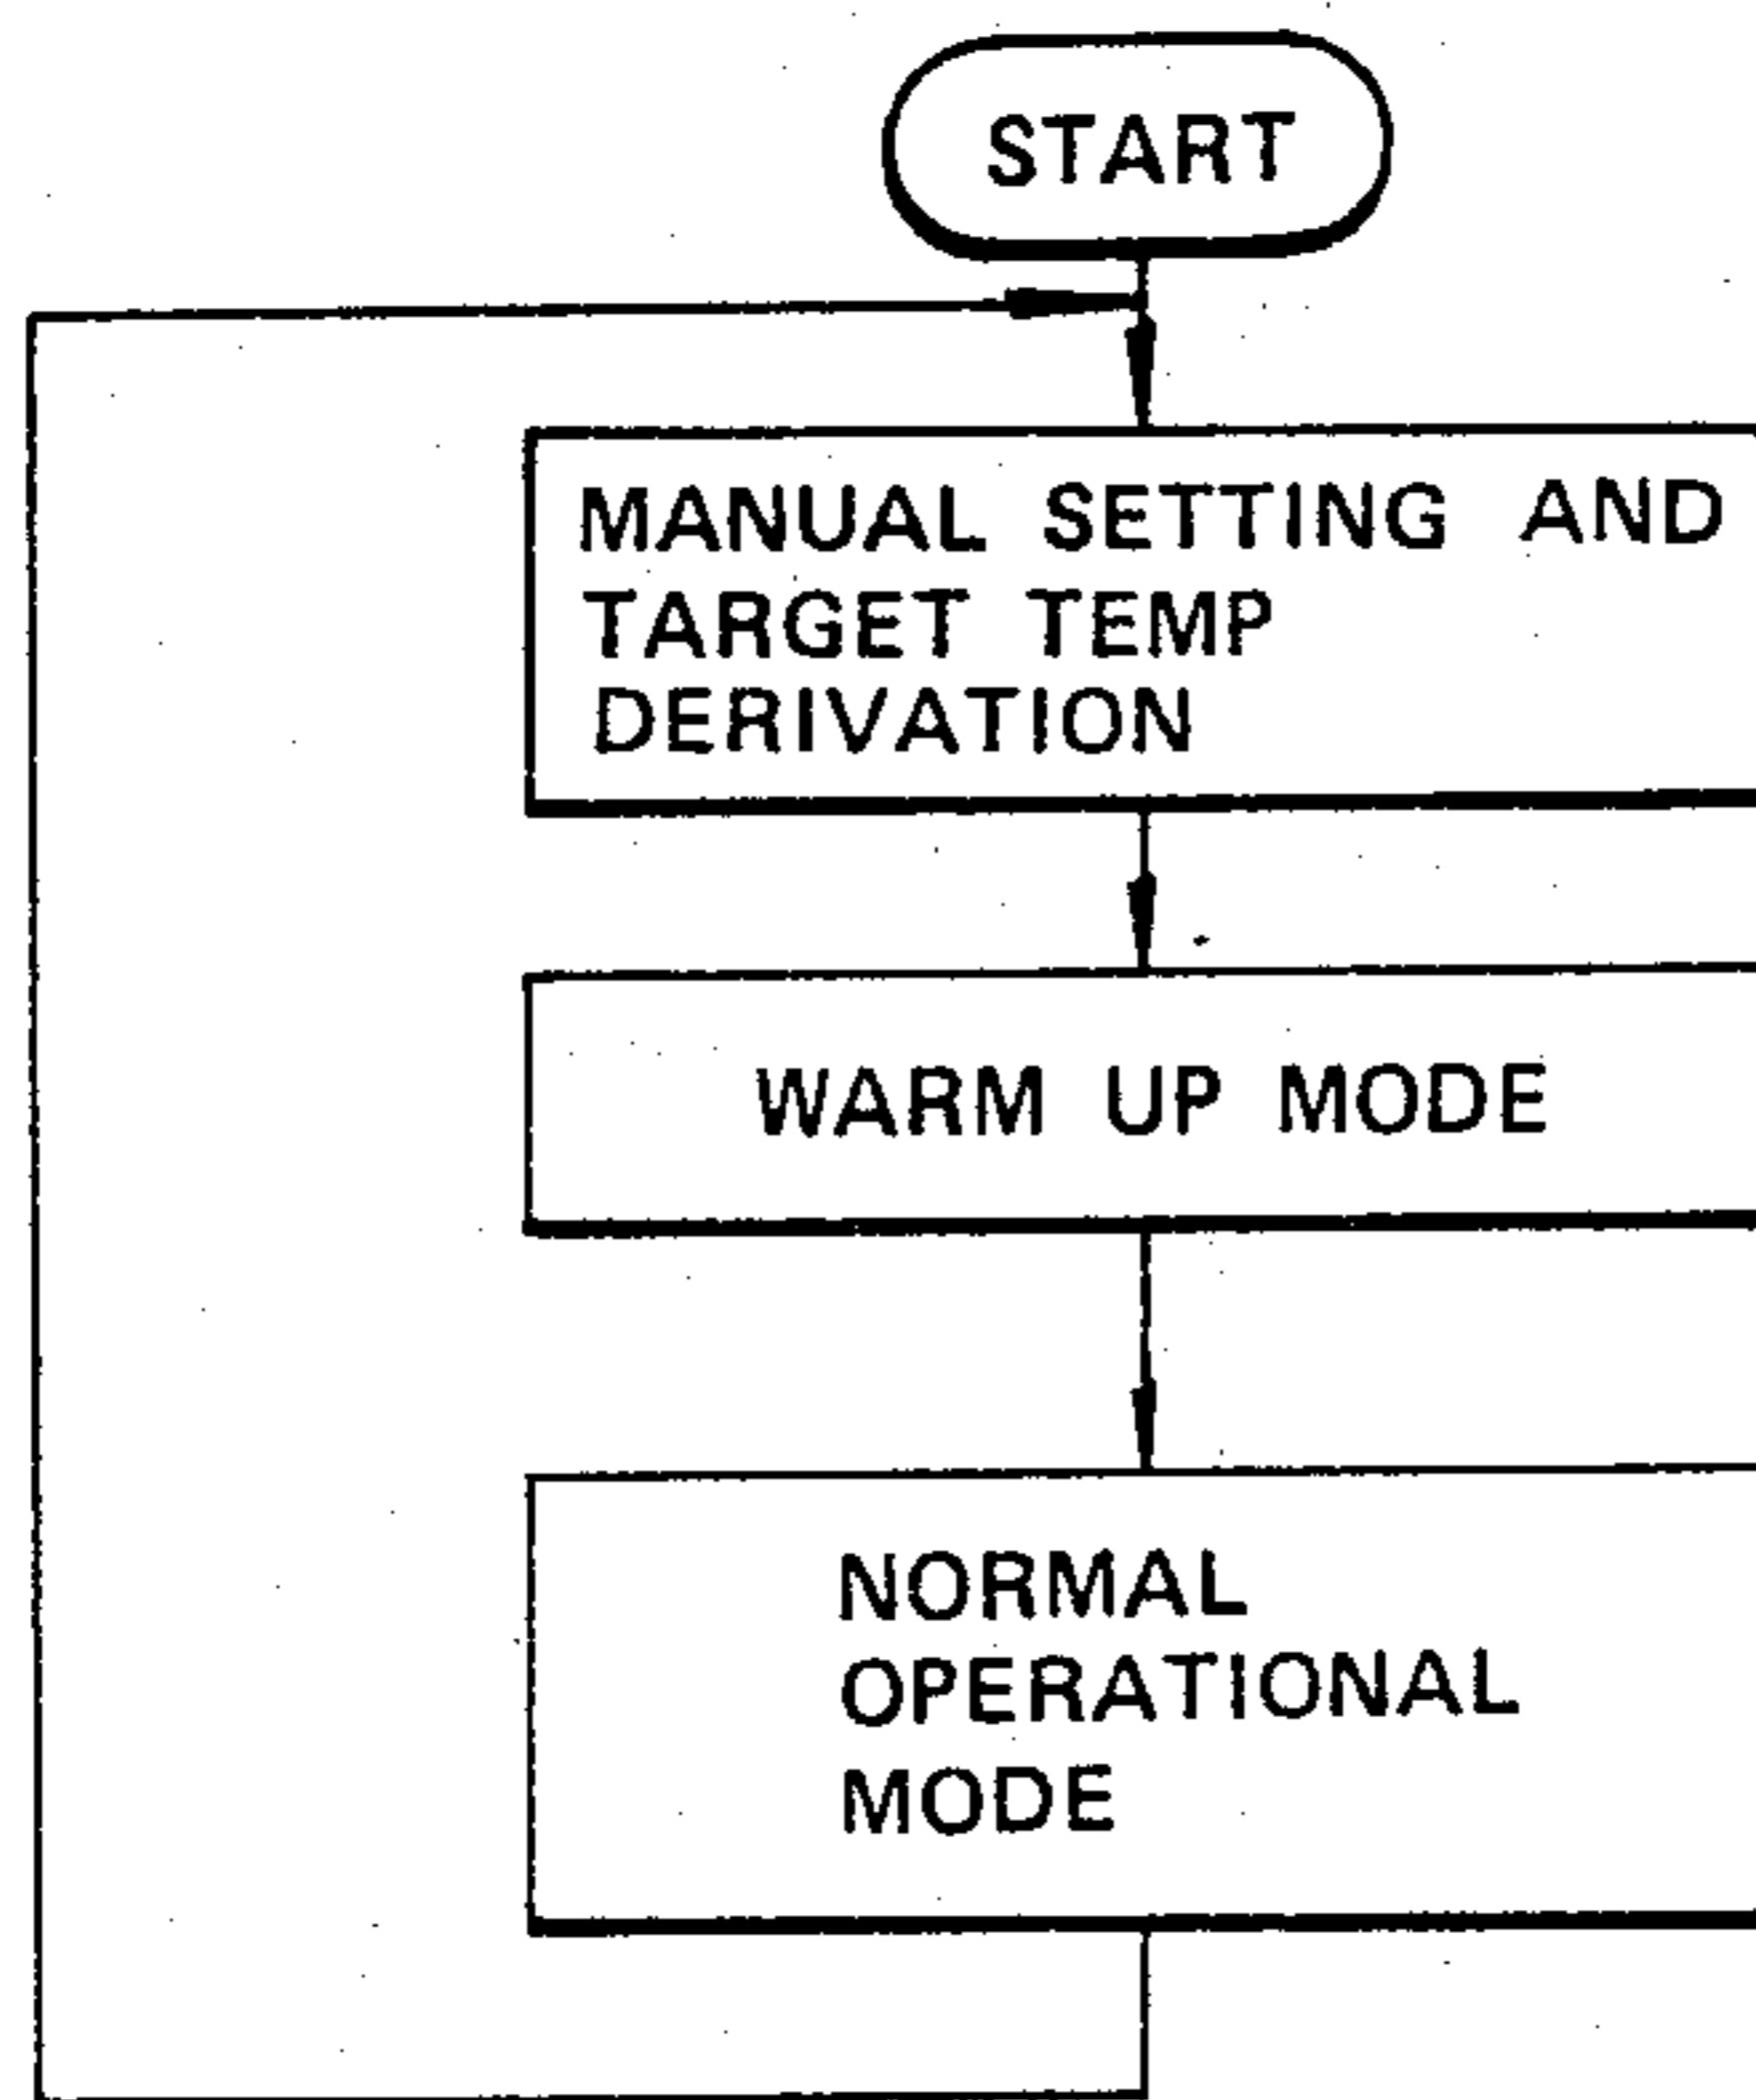 START
MANUAL SETTING AND
TARGET TEMP
DERIVATION
WARM UP MODE
NORMAL
OPERATIONAL
MODE